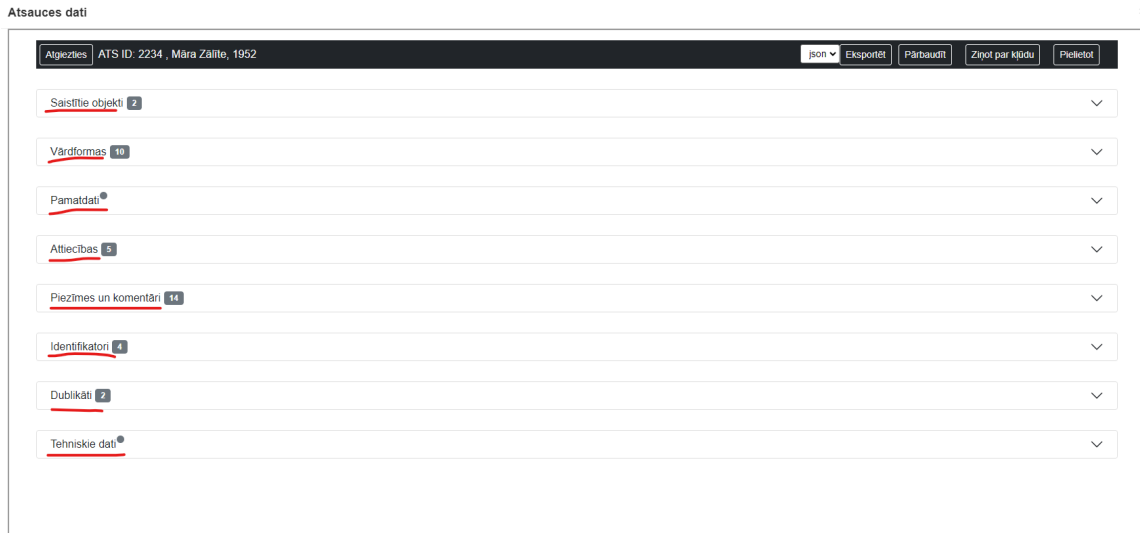 Atsauces dati
Atgiezties ATS ID: 2234 , Māra Zālīte, 1952 json Eksportēt Pārbaudīt Ziņot par kļūdu Pielietot
Saistītie objekti 2
Vārdformas 10
Pamatdati
Attiecības 5
Piezīmes un komentāri 14
Identifikatori 4
Dublikāti 2
Tehniskie dati